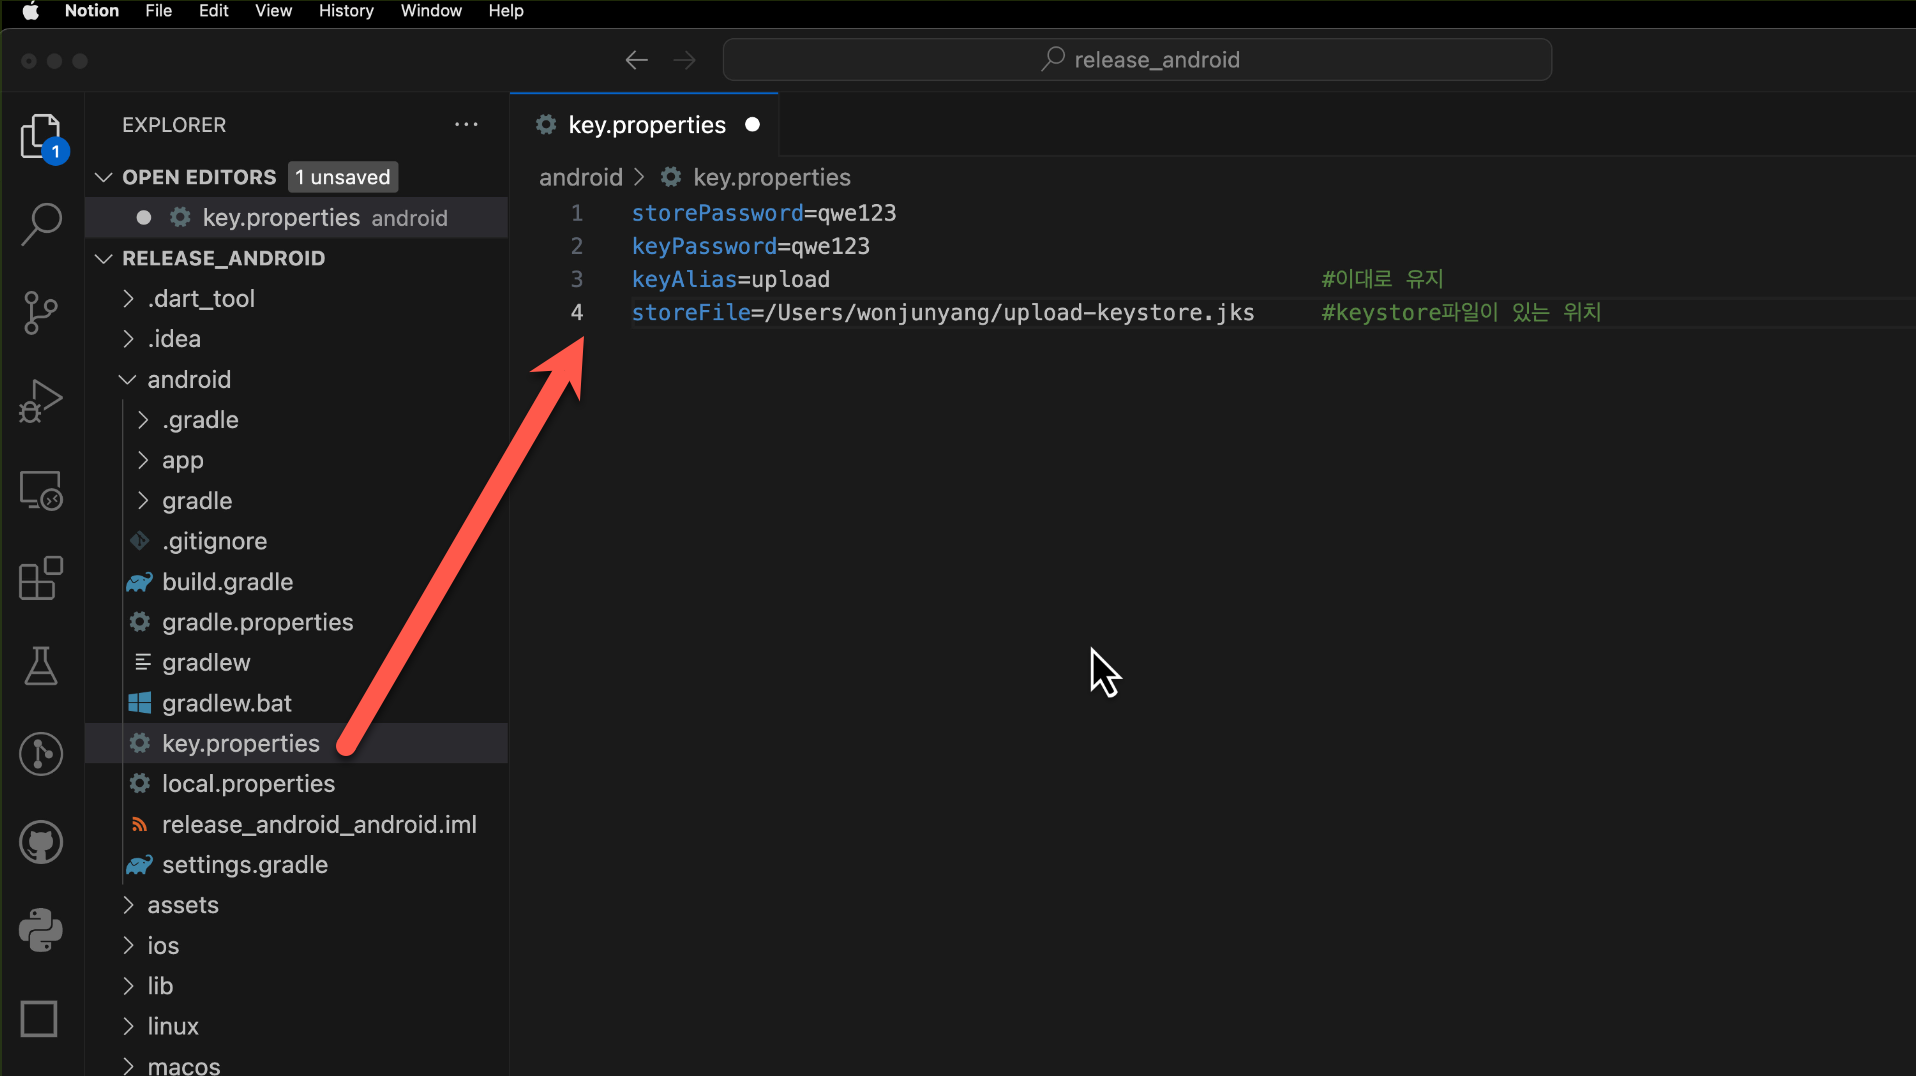 Notion File Edit View History Window Help
release_android
EXPLORER ...
1
OPEN EDITORS 1 unsaved
key.properties android
RELEASE_ANDROID
.dart_tool
.idea
android
.gradle
app
gradle
.gitignore
build.gradle
gradle.properties
gradlew
gradlew.bat
key.properties
local.properties
release_android_android.iml
settings.gradle
assets
ios
lib
linux
macos
key.properties
android > key.properties
1 storePassword=qwe123
2 keyPassword=qwe123
3 keyAlias=upload #이대로 유지
4 storeFile=/Users/wonjunyang/upload-keystore.jks #keystore파일이 있는 위치